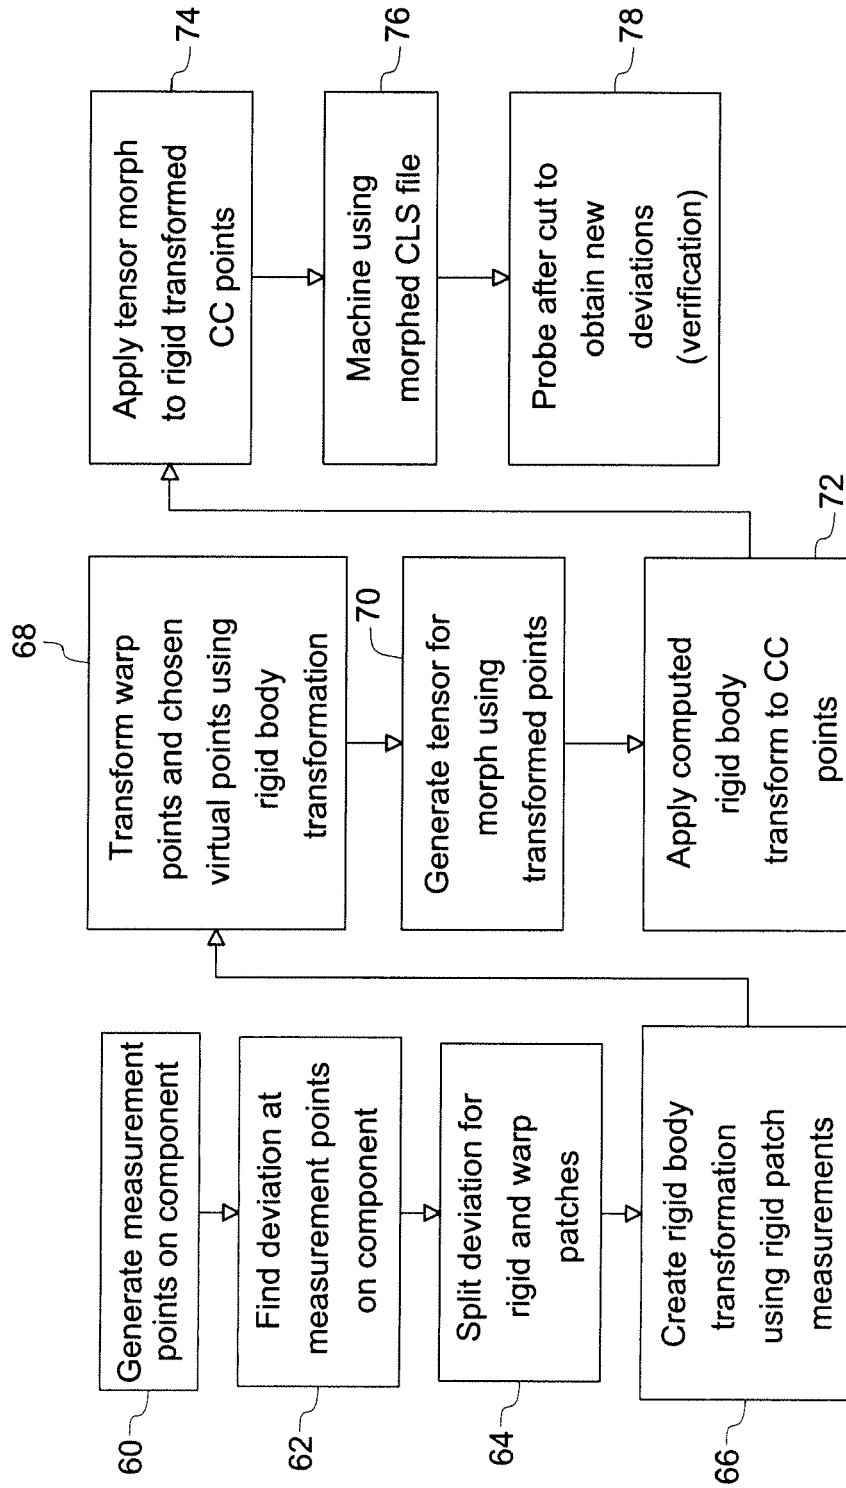 60
Generate measurement
points on component
62
Find deviation at
measurement points
on component
64
Split deviation for
rigid and warp
patches
66
Create rigid body
transformation
using rigid patch
measurements
68
Transform warp
points and chosen
virtual points using
rigid body
transformation
70
Generate tensor for
morph using
transformed points
72
Apply computed
rigid body
transform to CC
points
74
Apply tensor morph
to rigid transformed
CC points
76
Machine using
morphed CLS file
78
Probe after cut to
obtain new
deviations
(verification)